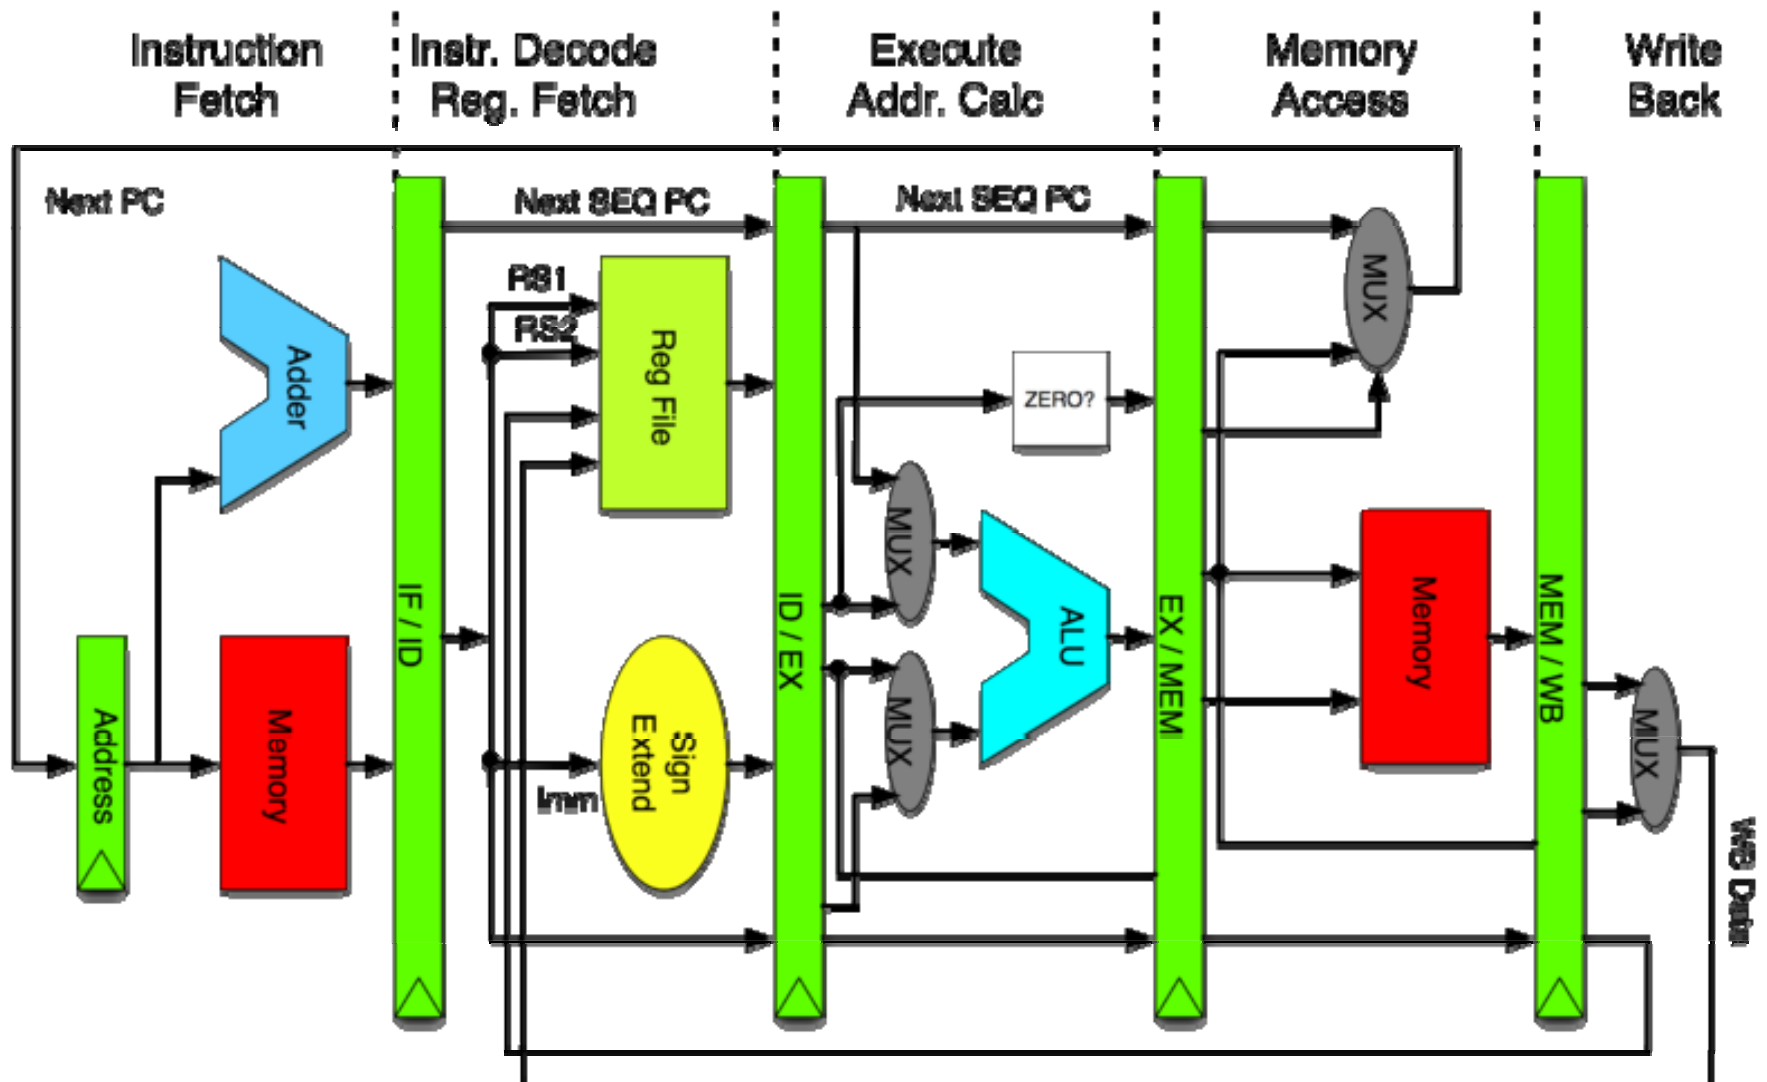 Instruction
Fetch
Instr. Decode
Reg. Fetch
Execute
Addr. Calc
Memory
Access
Write
Back
Next PC
Next SEQ PC
Next SEQ PC
RS1
RS2
Reg File
Adder
MUX
ZERO?
MUX
MUX
ALU
IF / ID
ID / EX
EX / MEM
MEM / WB
Memory
Address
Memory
Sign
Extend
Imm
MUX
WB Data